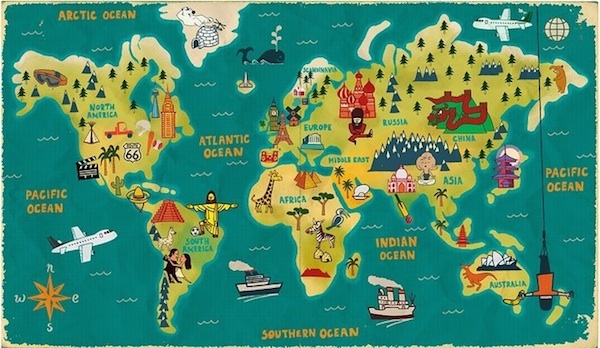 ARCTIC OCEAN
SCANDINAVIA
NORTH
AMERICA
ROUTE
66
ATLANTIC
OCEAN
EUROPE
RUSSIA
CHINA
MIDDLE EAST
ASIA
PACIFIC
OCEAN
PACIFIC
OCEAN
AFRICA
SOUTH
AMERICA
INDIAN
OCEAN
AUSTRALIA
n
w
e
s
SOUTHERN OCEAN